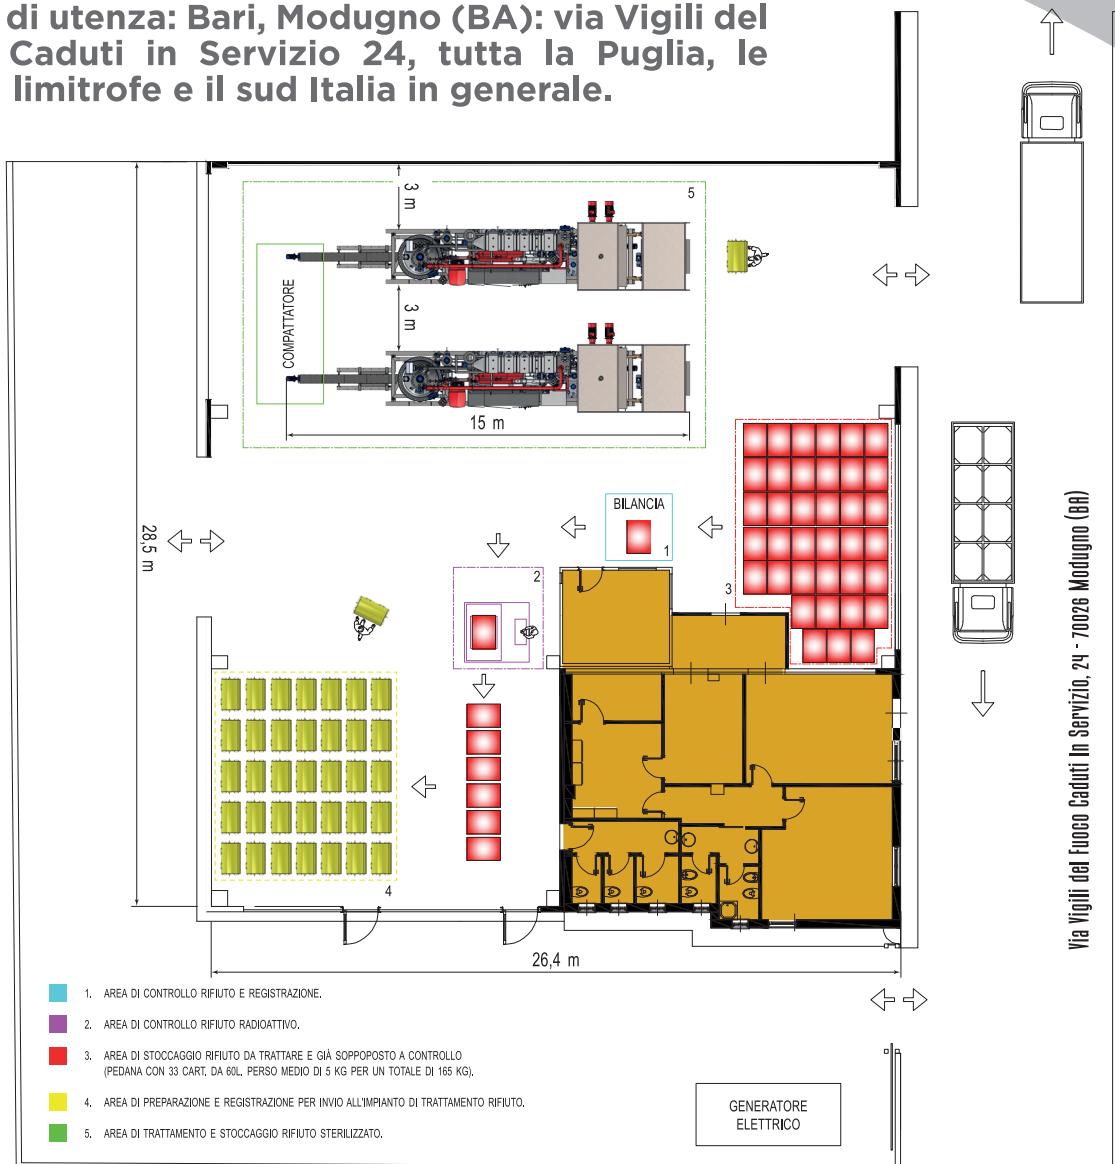 di utenza: Bari, Modugno (BA): via Vigili del
Caduti in Servizio 24, tutta la Puglia, le
limitrofe e il sud Italia in generale.
5
3 m
COMPATTATORE
3 m
15 m
28,5 m
BILANCIA
1
2
3
4
26,4 m
Via Vigili del Fuoco Caduti In Servizio, 24 - 70026 Modugno (BA)
1. AREA DI CONTROLLO RIFIUTO E REGISTRAZIONE.
2. AREA DI CONTROLLO RIFIUTO RADIOATTIVO.
3. AREA DI STOCCAGGIO RIFIUTO DA TRATTARE E GIÀ SOPPOPOSTO A CONTROLLO
(PEDANA CON 33 CART. DA 60L. PERSO MEDIO DI 5 KG PER UN TOTALE DI 165 KG).
4. AREA DI PREPARAZIONE E REGISTRAZIONE PER INVIO ALL'IMPIANTO DI TRATTAMENTO RIFIUTO.
5. AREA DI TRATTAMENTO E STOCCAGGIO RIFIUTO STERILIZZATO.
GENERATORE
ELETTRICO